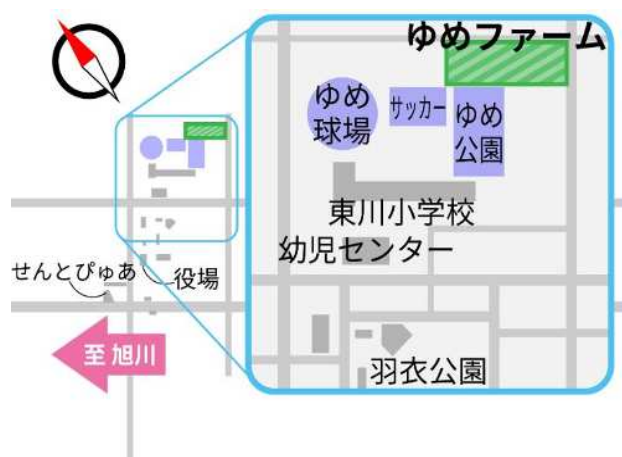 ゆめファーム
ゆめ
球場
サッカー
ゆめ
公園
東川小学校
幼児センター
せんとぴゅあ
役場
至 旭川
羽衣公園